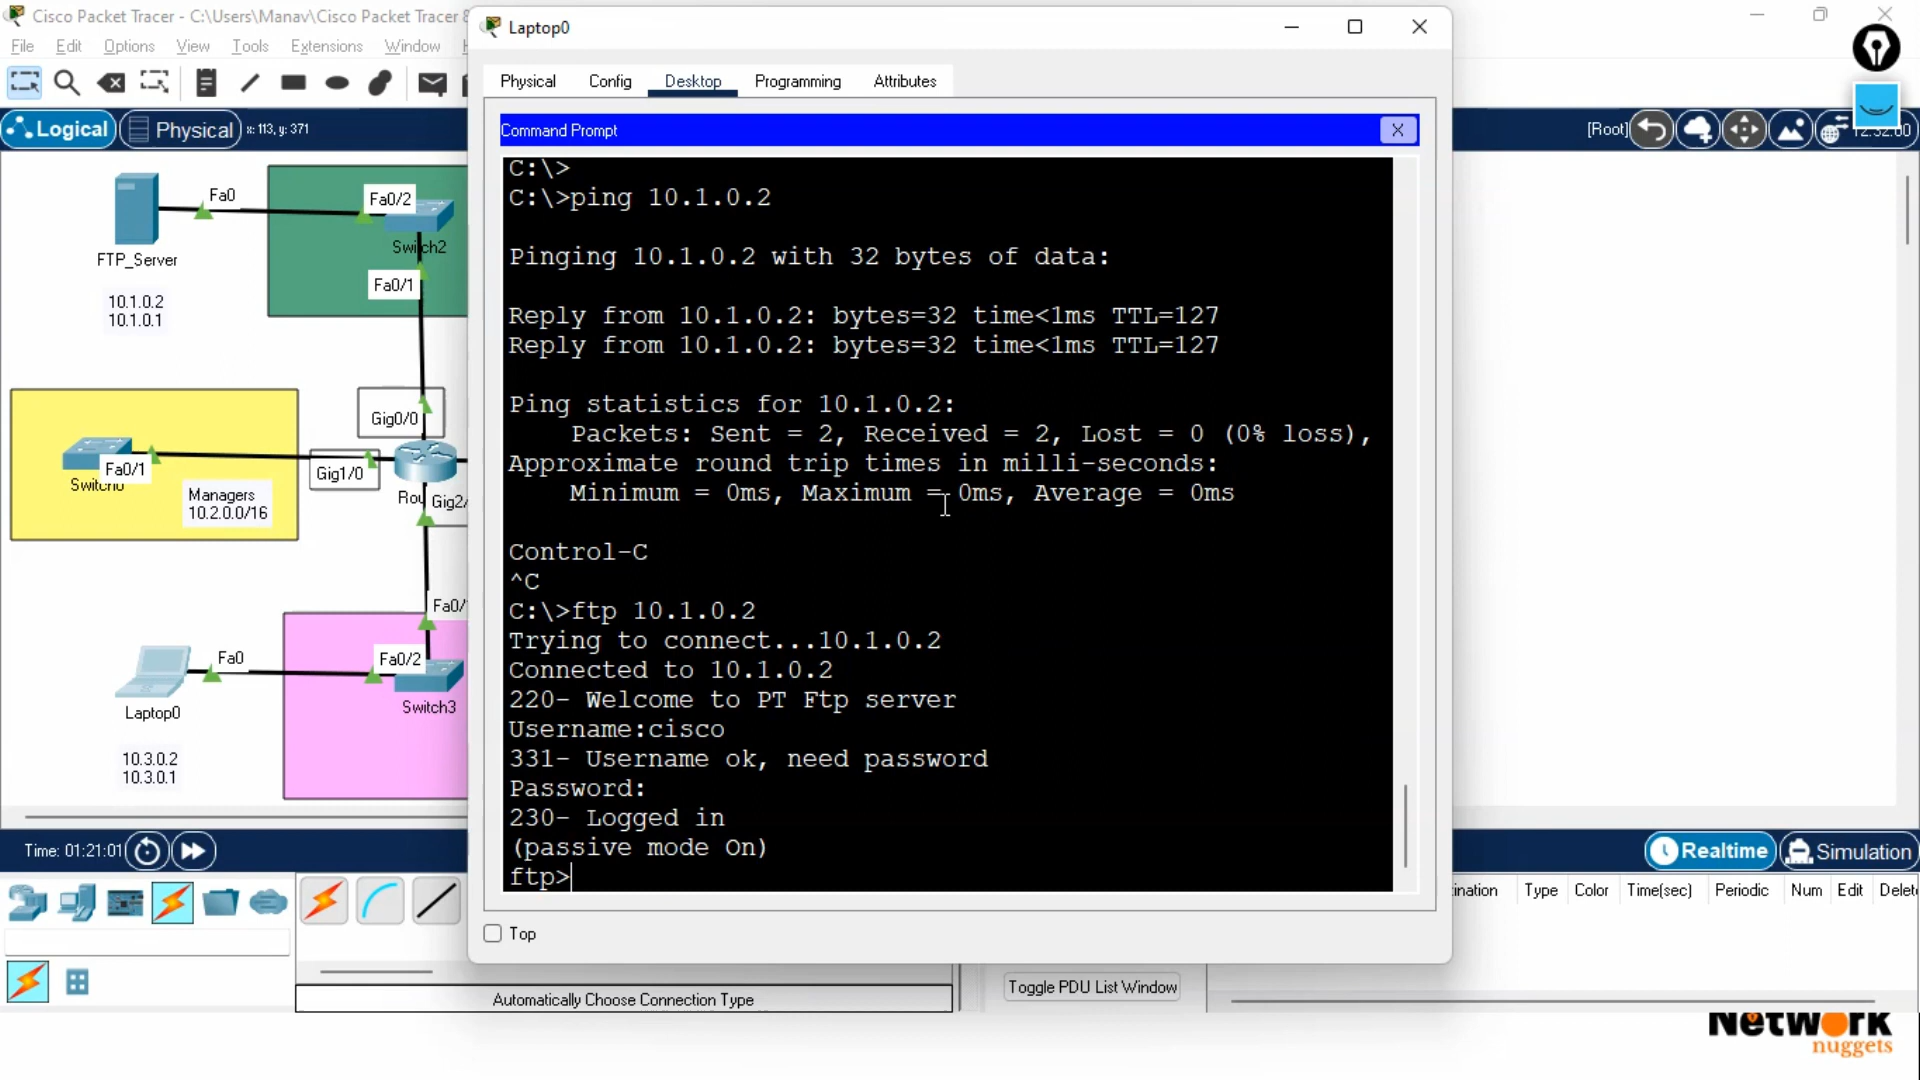 Cisco Packet Tracer - C:\Users\Manav\Cisco Packet Tracer
File Edit Options View Tools Extensions Window
Logical Physical x: 113, y: 371
[Root]
FTP_Server
10.1.0.2
10.1.0.1
Fa0
Fa0/2
Switch2
Fa0/1
Gig0/0
Fa0/1
Managers
10.2.0.0/16
Gig1/0
Gig2/
Fa0
Fa0/2
Switch3
Laptop0
10.3.0.2
10.3.0.1
Time: 01:21:01
Automatically Choose Connection Type
Laptop0
Physical Config Desktop Programming Attributes
Command Prompt
X
C:\>
C:\>ping 10.1.0.2
Pinging 10.1.0.2 with 32 bytes of data:
Reply from 10.1.0.2: bytes=32 time<1ms TTL=127
Reply from 10.1.0.2: bytes=32 time<1ms TTL=127
Ping statistics for 10.1.0.2:
Packets: Sent = 2, Received = 2, Lost = 0 (0% loss),
Approximate round trip times in milli-seconds:
Minimum = 0ms, Maximum = 0ms, Average = 0ms
Control-C
^C
C:\>ftp 10.1.0.2
Trying to connect...10.1.0.2
Connected to 10.1.0.2
220- Welcome to PT Ftp server
Username:cisco
331- Username ok, need password
Password:
230- Logged in
(passive mode On)
ftp>
Top
Realtime Simulation
Type Color Time(sec) Periodic Num Edit
Toggle PDU List Window
Network
nuggets